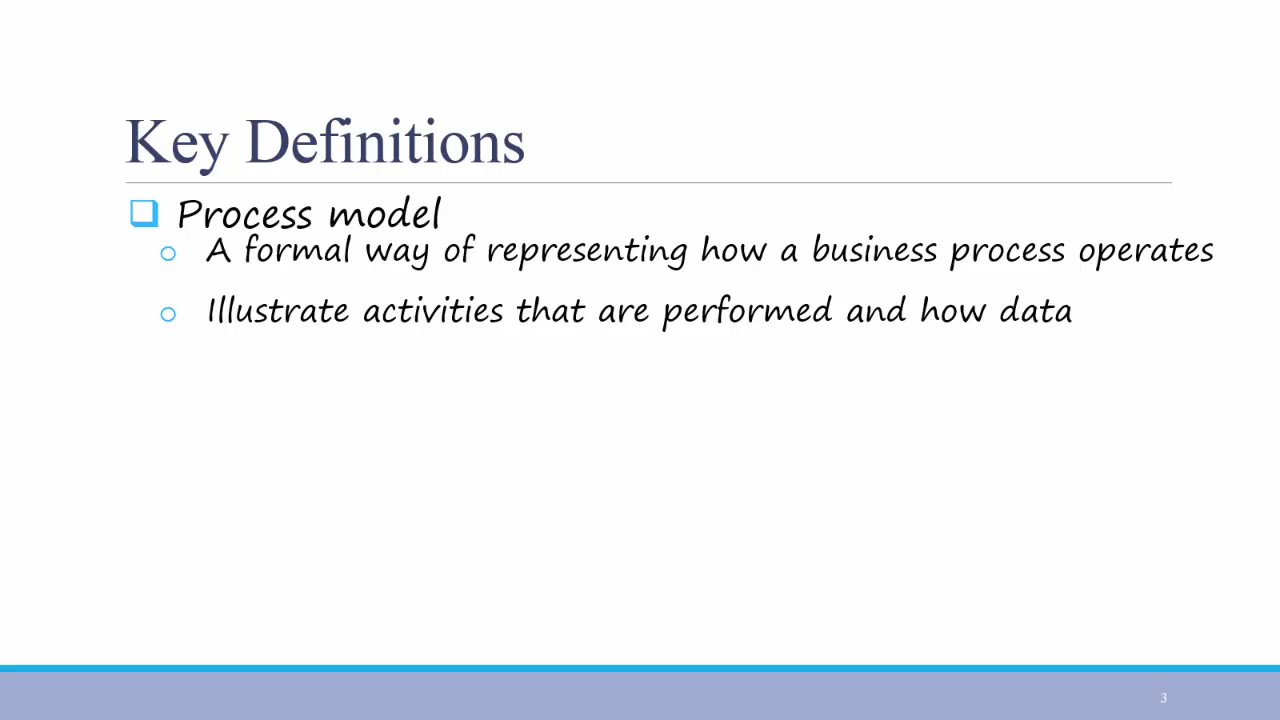 Key Definitions
Process model
A formal way of representing how a business process operates
Illustrate activities that are performed and how data
3